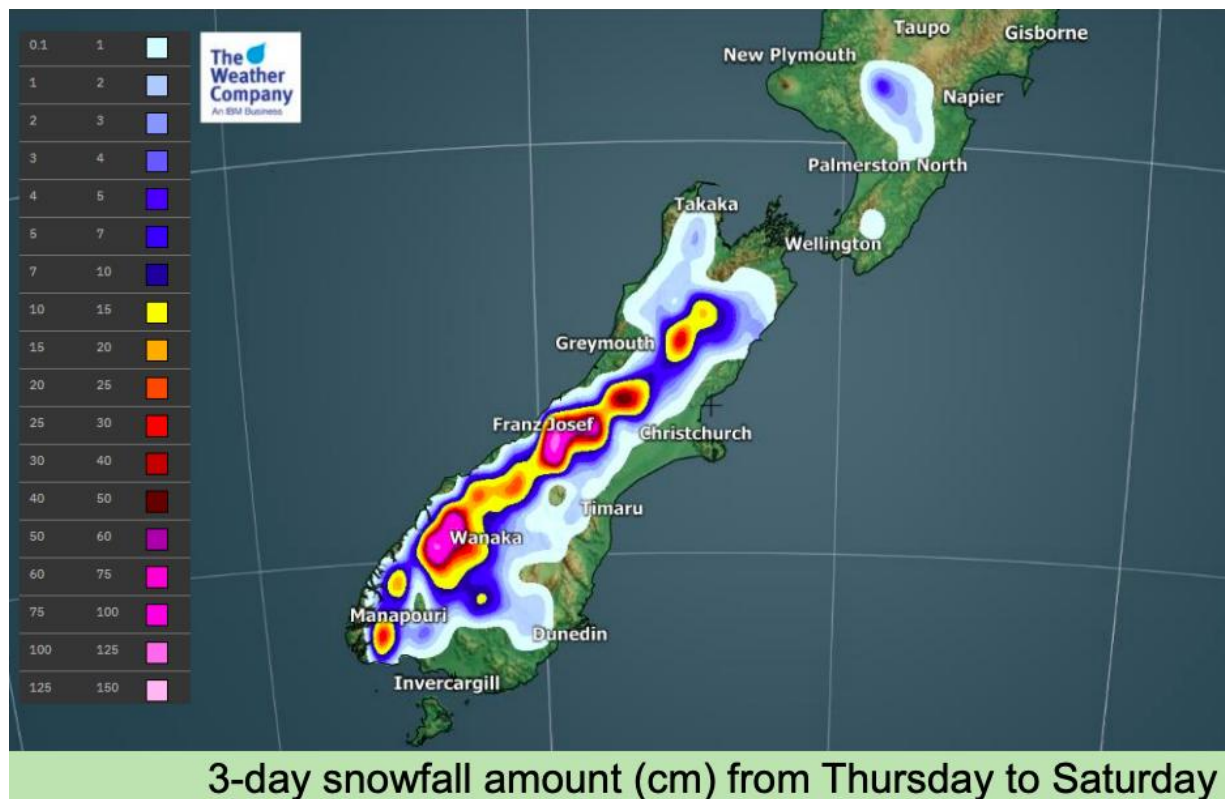 0.1 1
1 2
2 3
3 4
4 5
5 7
7 10
10 15
15 20
20 25
25 30
30 40
40 50
50 60
60 75
75 100
100 125
125 150
The
Weather
Company
An IBM Business
Taupo
Gisborne
New Plymouth
Napier
Palmerston North
Takaka
Wellington
Greymouth
Franz Josef
Christchurch
Timaru
Wanaka
Manapouri
Dunedin
Invercargill
3-day snowfall amount (cm) from Thursday to Saturday